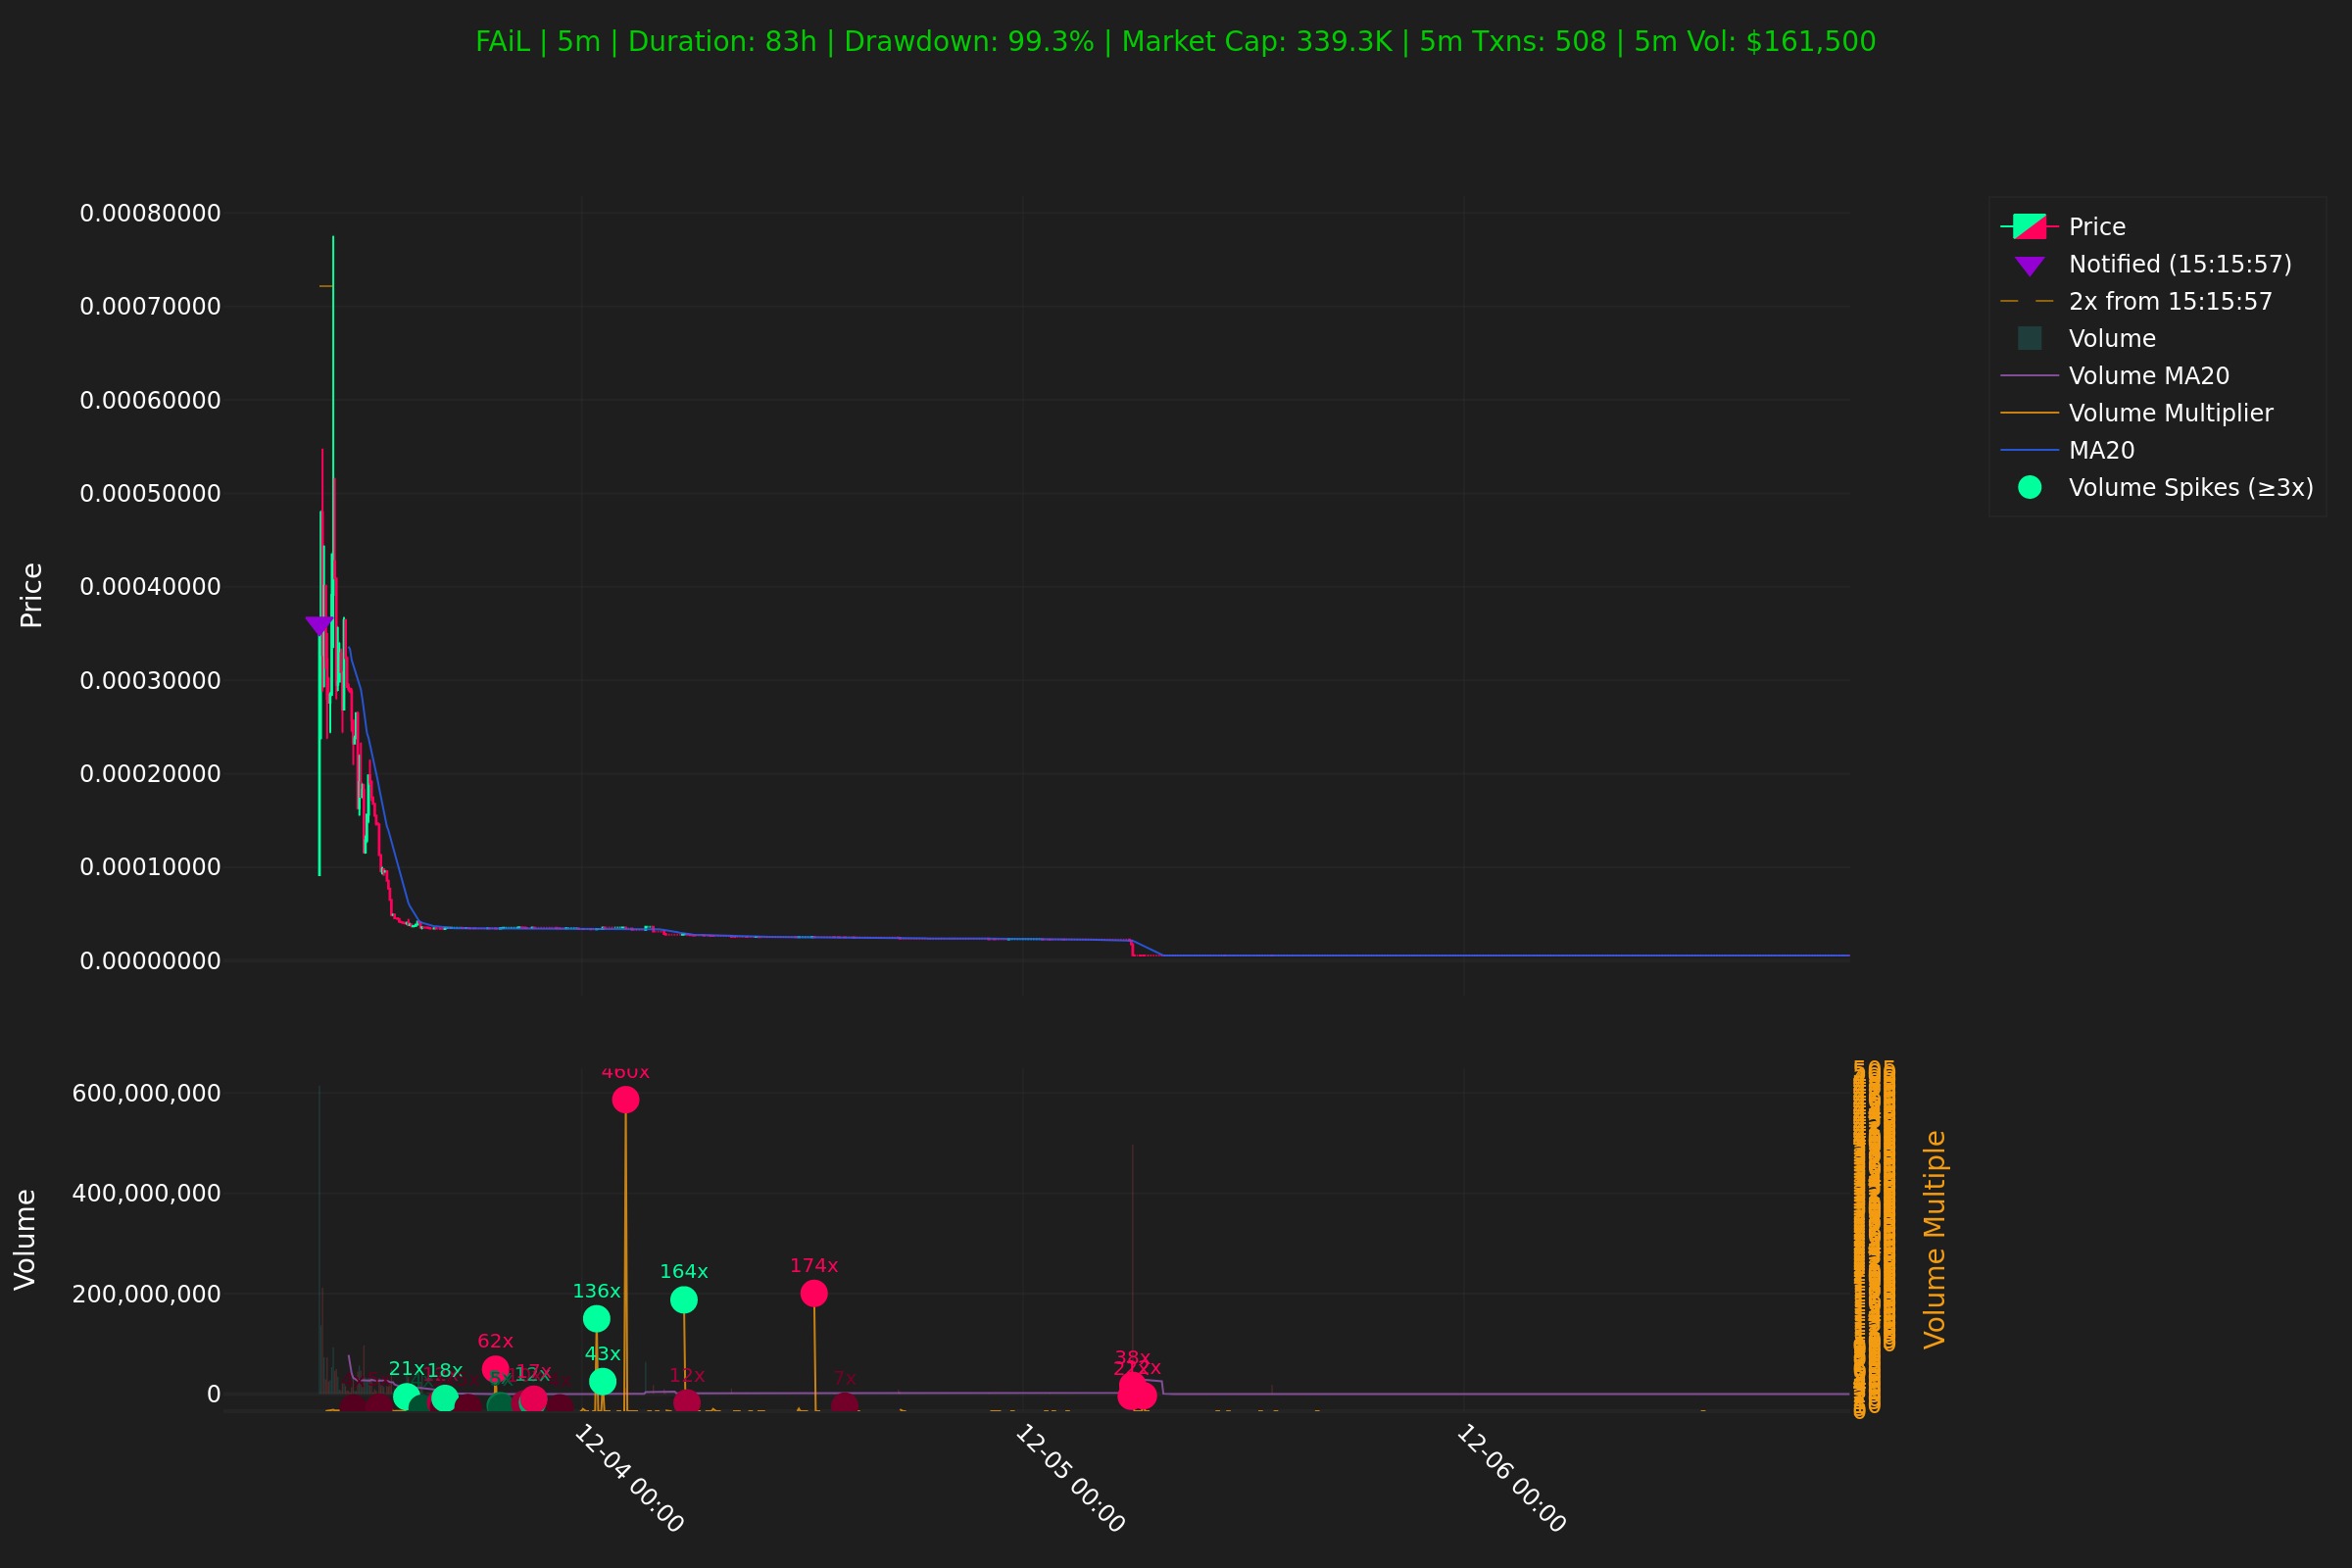 FAiL | 5m | Duration: 83h | Drawdown: 99.3% | Market Cap: 339.3K | 5m Txns: 508 | 5m Vol: $161,500
Price
0.00080000
0.00070000
0.00060000
0.00050000
0.00040000
0.00030000
0.00020000
0.00010000
0.00000000
Price
Notified (15:15:57)
2x from 15:15:57
Volume
Volume MA20
Volume Multiplier
MA20
Volume Spikes (≥3x)
Volume
600,000,000
400,000,000
200,000,000
0
460x
174x
164x
136x
62x
43x
38x
21x
18x
17x
12x
5x
12x
7x
Volume Multiple
12-04 00:00
12-05 00:00
12-06 00:00